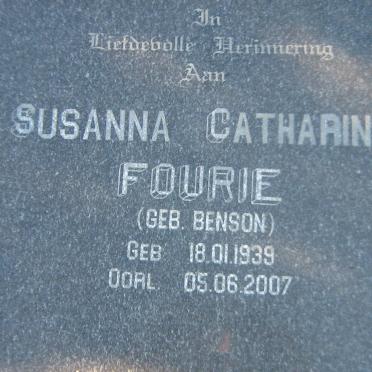 In
Liefdevolle Herinnering
Aan
SUSANNA CATHARIN
FOURIE
(GEB. BENSON)
GEB 18.01.1939
OORL 05.06.2007